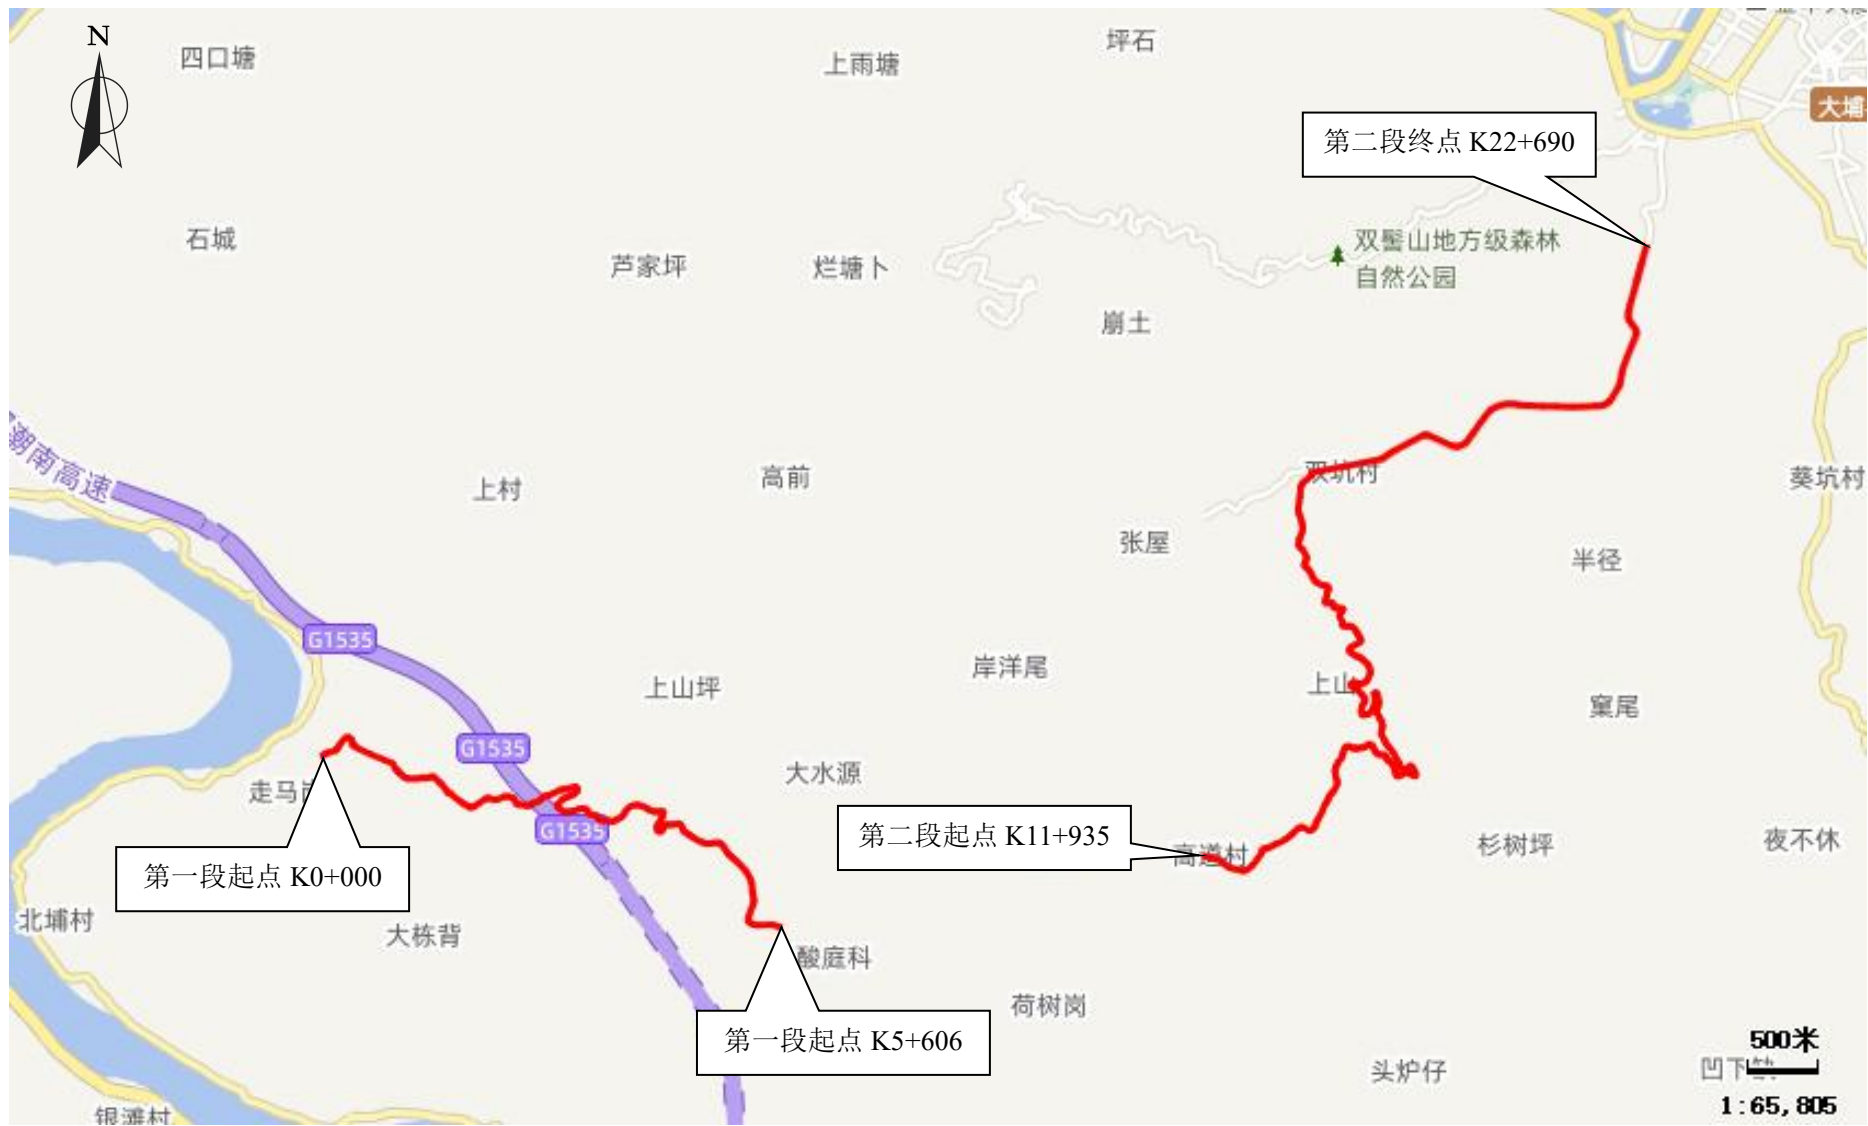 N
四口塘
上雨塘
坪石
大埔
第二段终点 K22+690
石城
芦家坪
烂塘卜
双髻山地方级森林
自然公园
崩土
潮南高速
上村
高前
双坑村
葵坑村
张屋
半径
G1535
上山坪
岸洋尾
上山
窠尾
G1535
走马
大水源
G1535
第二段起点 K11+935
高道村
杉树坪
夜不休
第一段起点 K0+000
北埔村
大栋背
酸庭科
荷树岗
第一段起点 K5+606
500米
头炉仔
凹下
1:65,805
银滩村